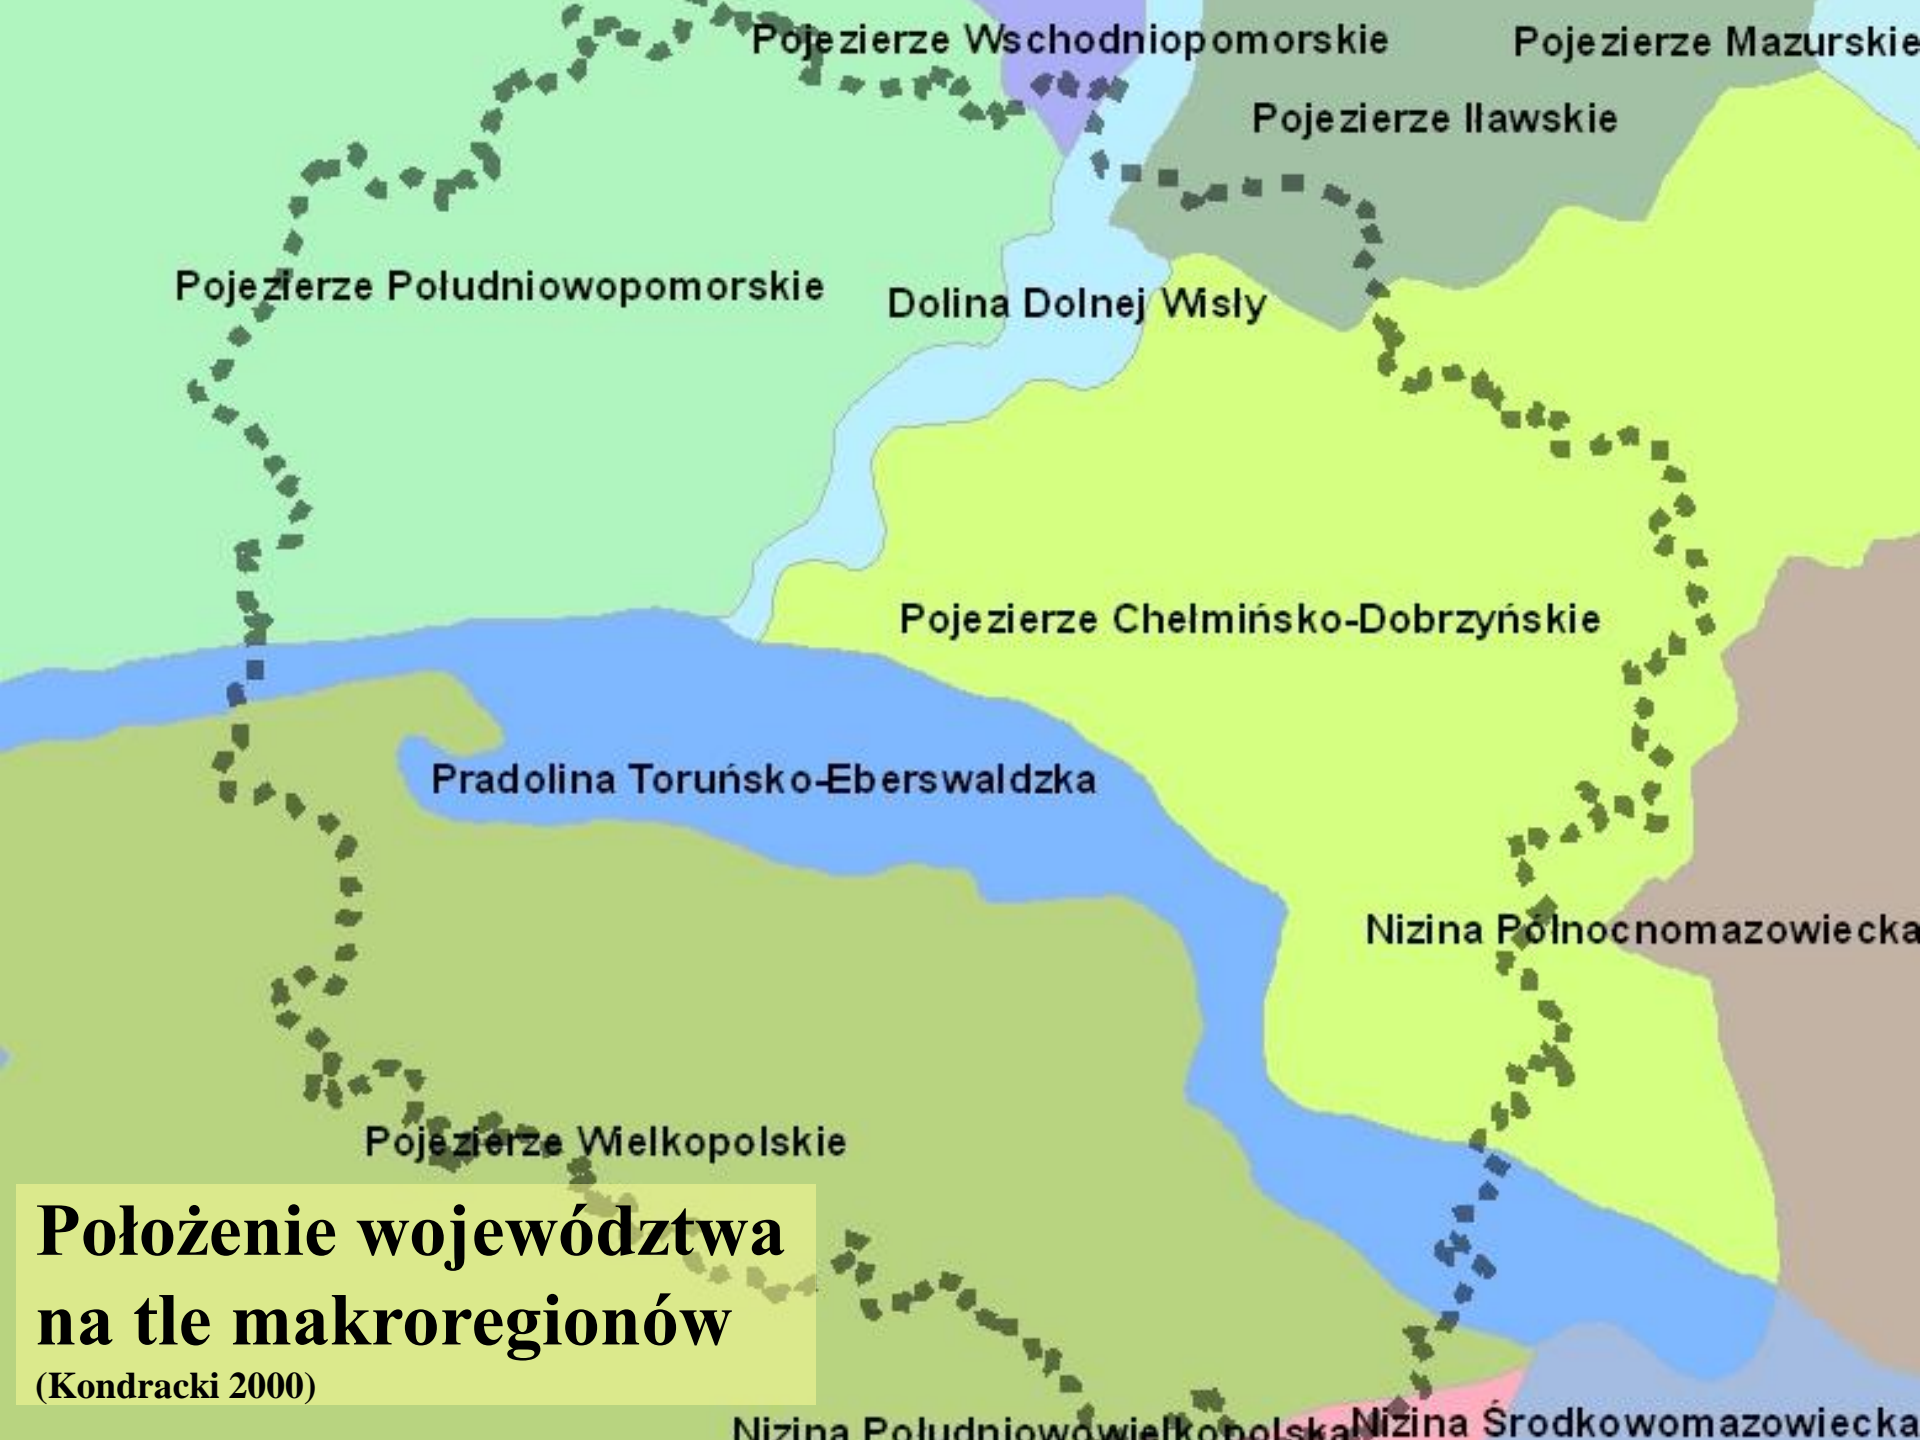 Pojezierze Wschodniopomorskie
Pojezierze Mazurskie
Pojezierze Iławskie
Pojezierze Południowopomorskie
Dolina Dolnej Wisły
Pojezierze Chełmińsko-Dobrzyńskie
Pradolina Toruńsko-Eberswaldzka
Nizina Północnomazowiecka
Pojezierze Wielkopolskie
Położenie województwa
na tle makroregionów
(Kondracki 2000)
Nizina Południowowielkopolska
Nizina Środkowomazowiecka